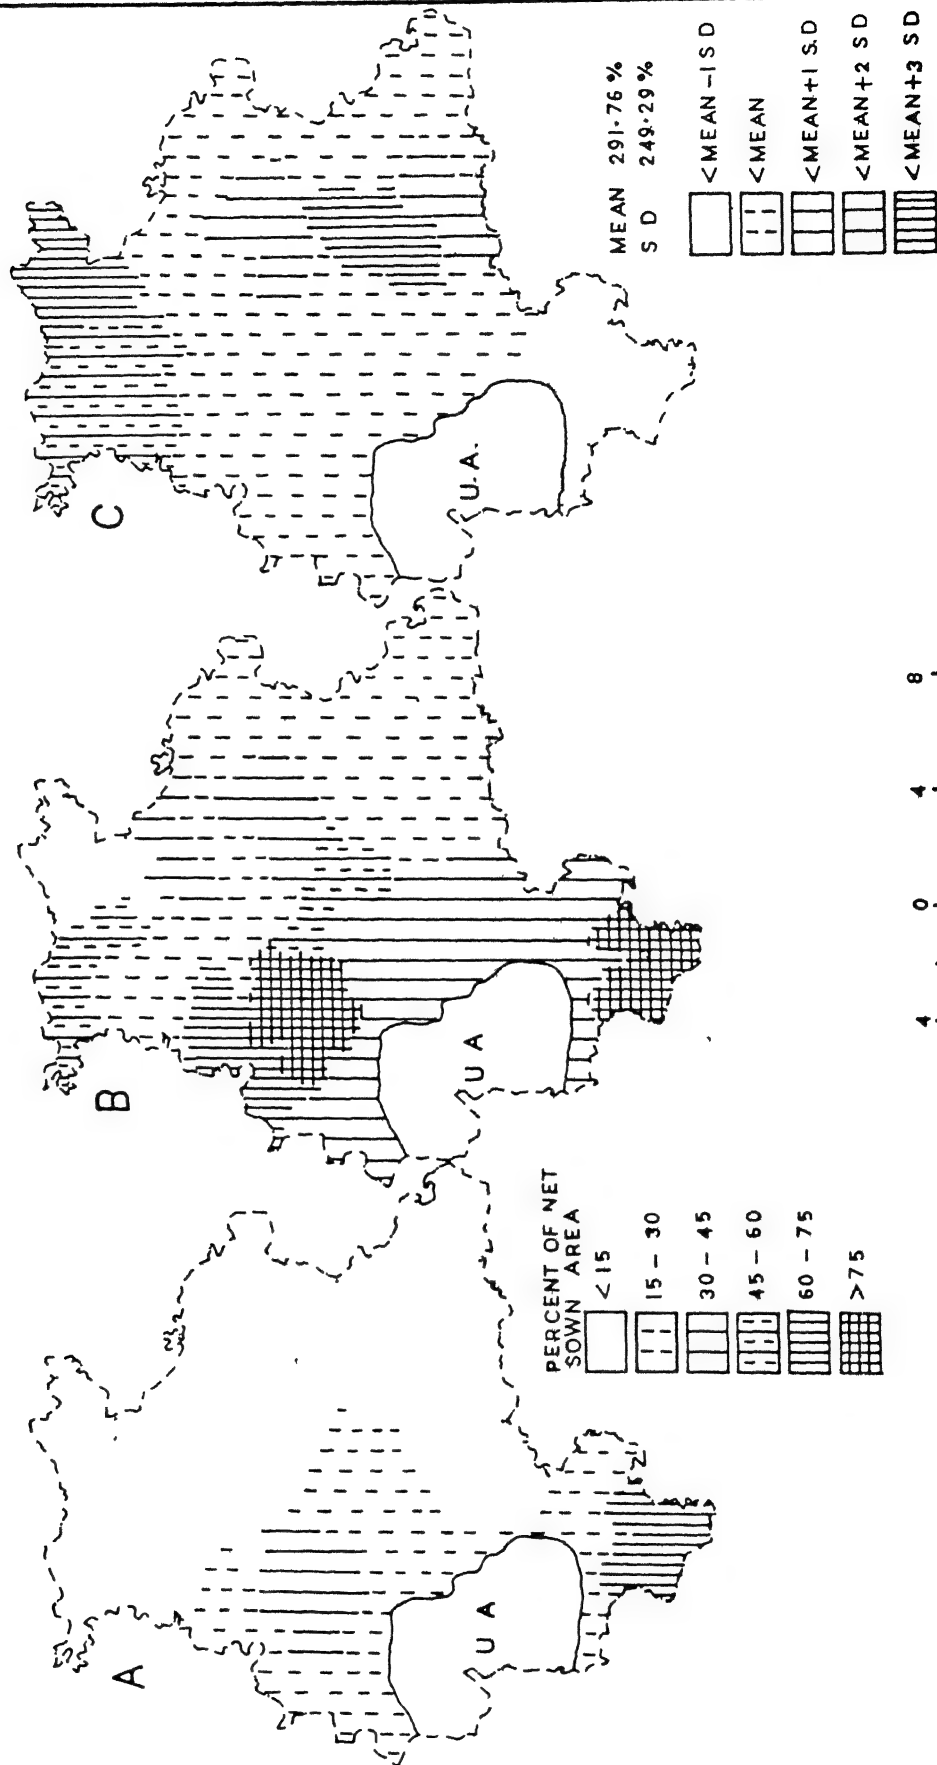 A
U A
PERCENT OF NET
SOWN AREA
<15
15 - 30
30 - 45
45 - 60
60 - 75
>75
B
U A
4
0
4
8
C
U.A.
MEAN 291.76 %
S D 249.29 %
<MEAN-1 S D
<MEAN
<MEAN+1 S.D
<MEAN+2 S D
<MEAN+3 SD